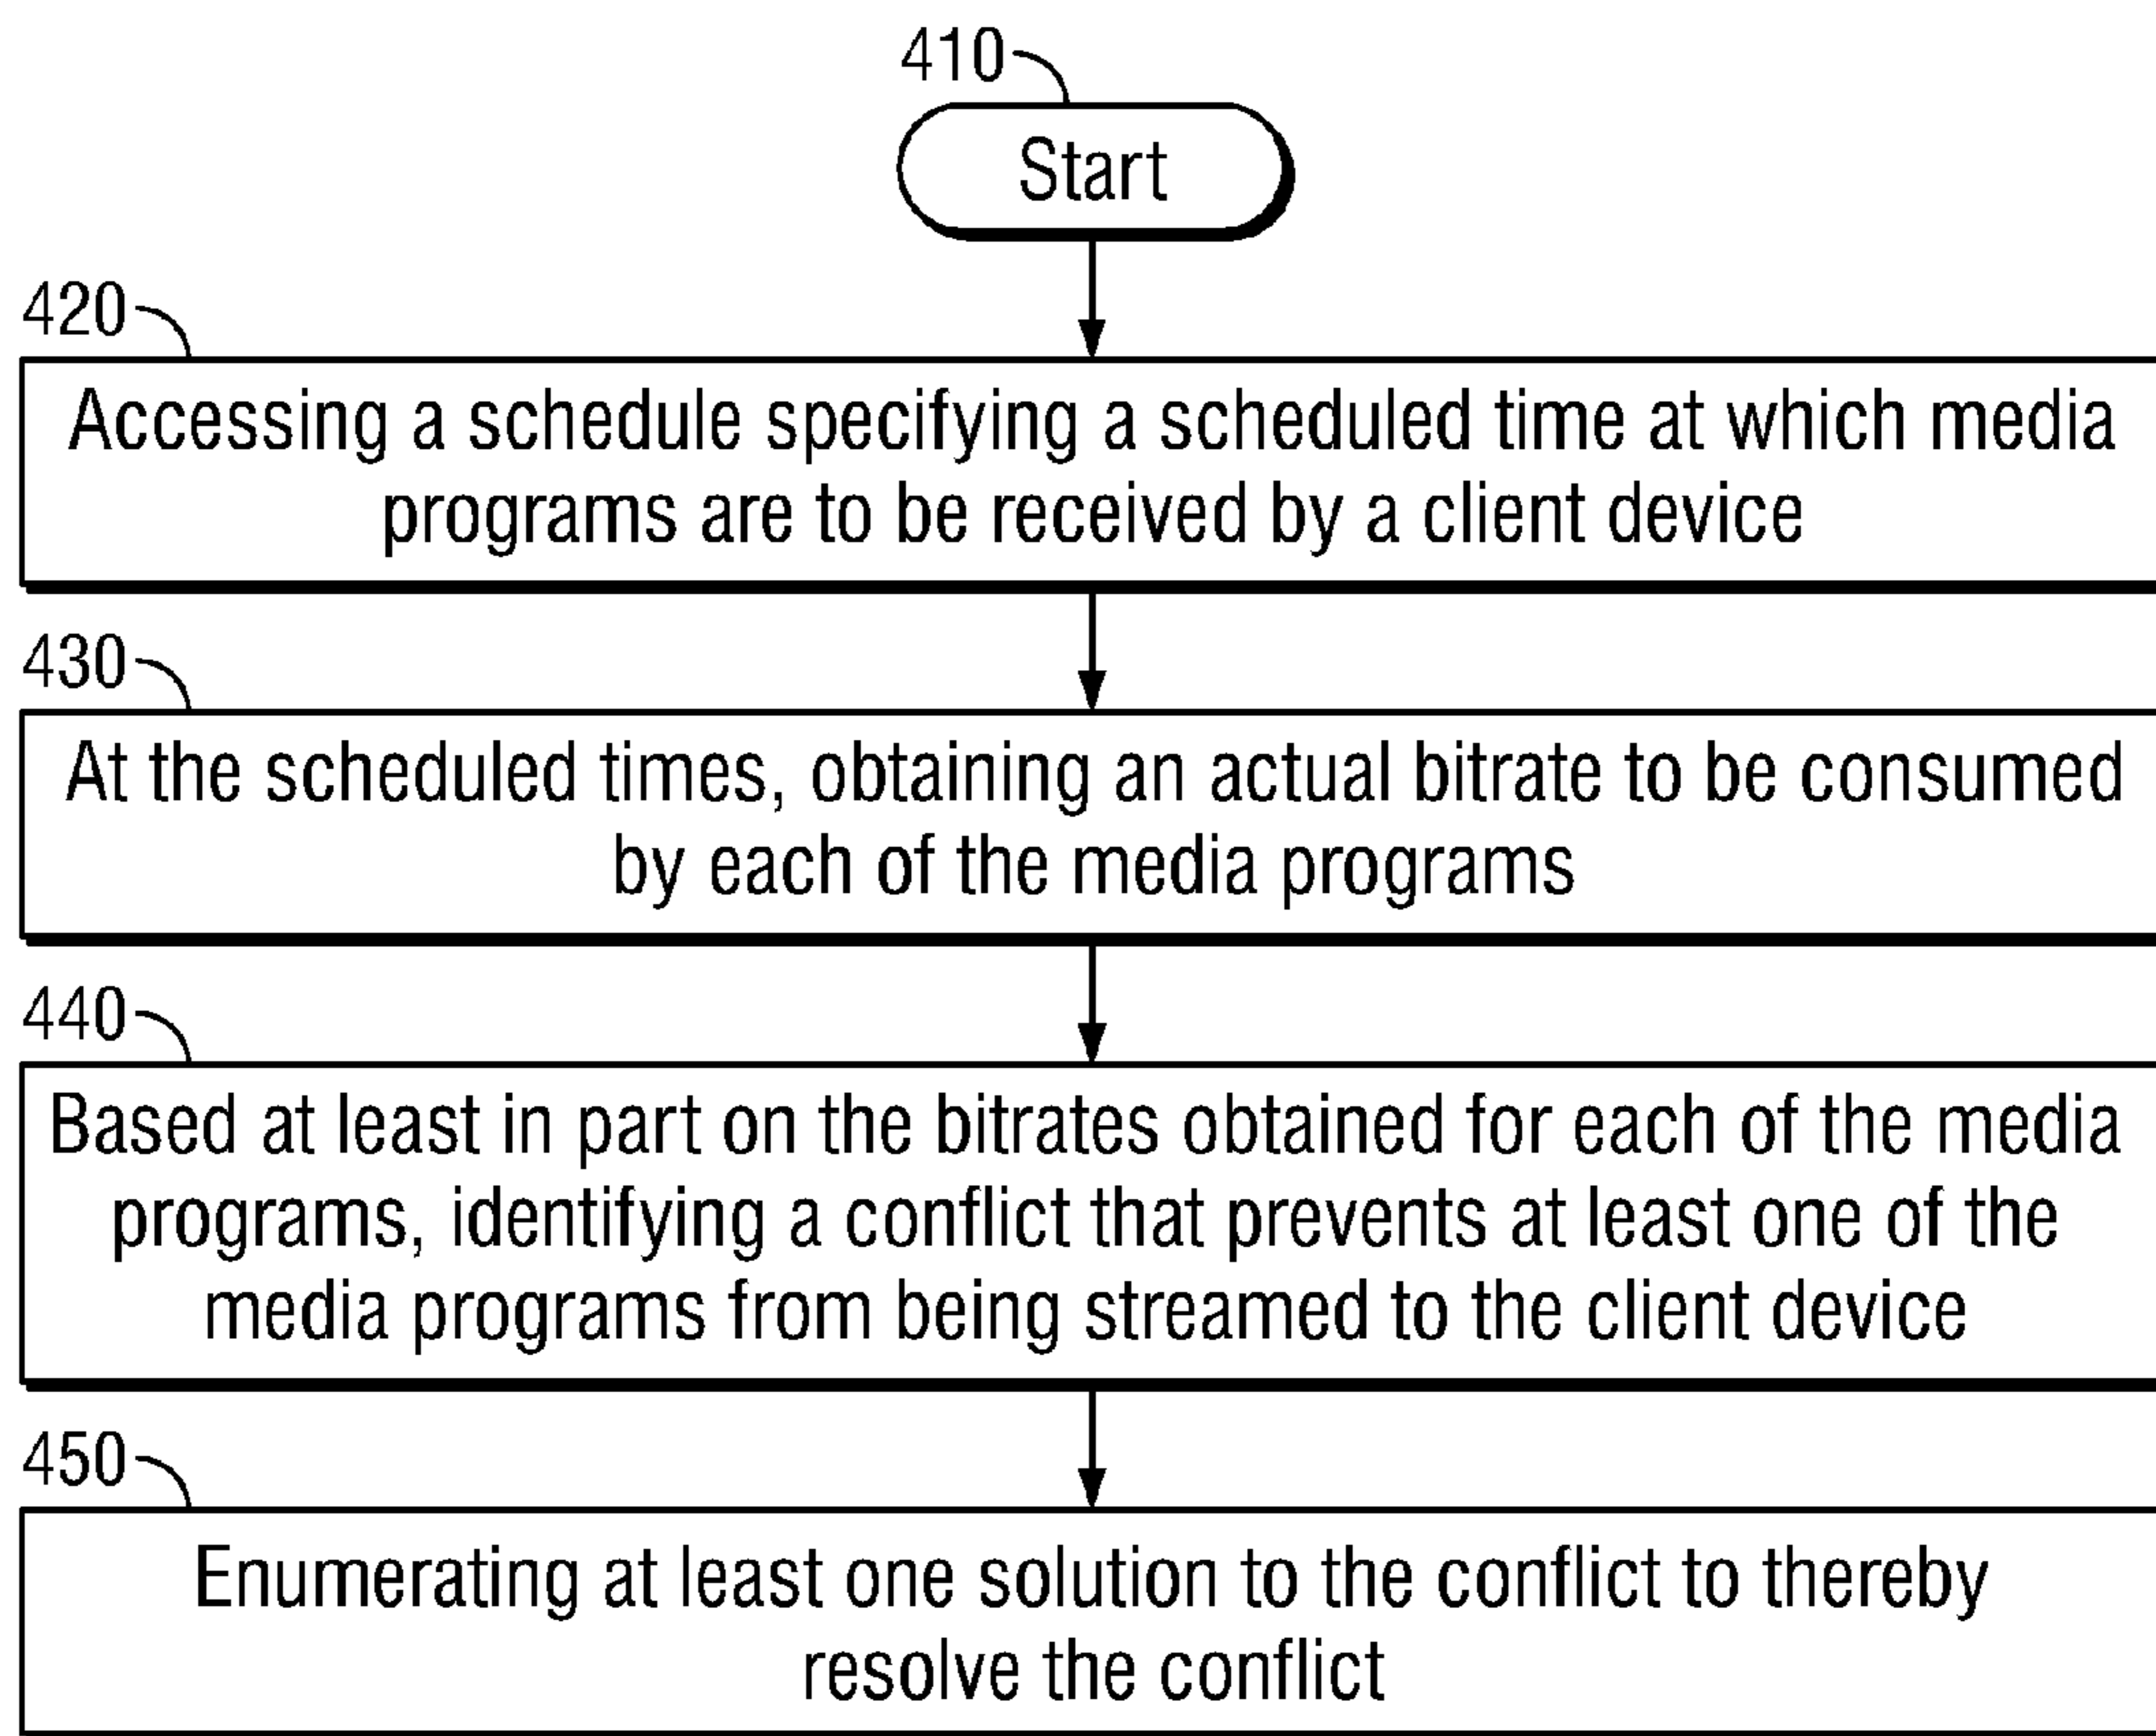 410
Start
420
Accessing a schedule specifying a scheduled time at which media
programs are to be received by a client device
430
At the scheduled times, obtaining an actual bitrate to be consumed
by each of the media programs
440
Based at least in part on the bitrates obtained for each of the media
programs, identifying a conflict that prevents at least one of the
media programs from being streamed to the client device
450
Enumerating at least one solution to the conflict to thereby
resolve the conflict